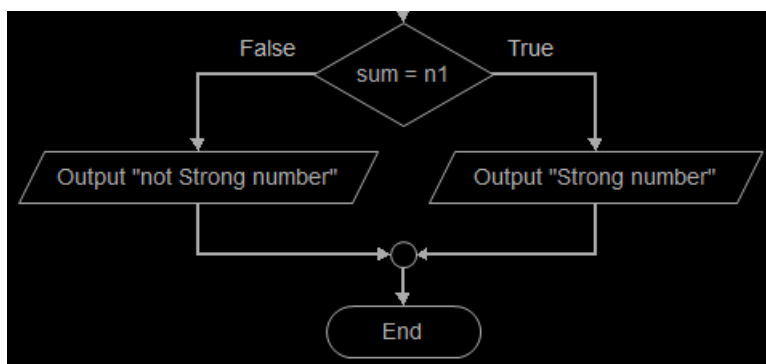 False
True
sum = n1
Output "not Strong number"
Output "Strong number"
End